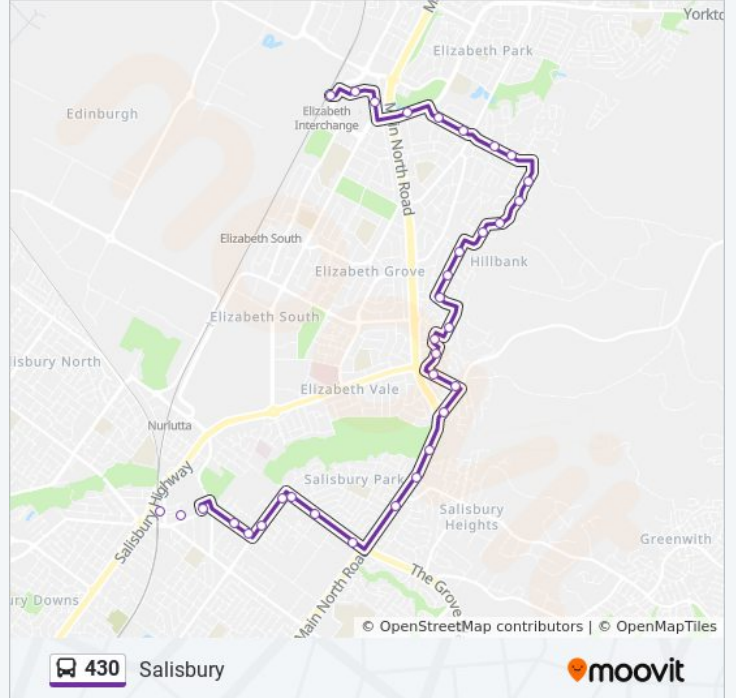 M
Yorktc
Elizabeth Park
Edinburgh
Elizabeth
Interchange
Main North Road
Elizabeth South
Hillbank
Elizabeth Grove
Elizabeth South
lisbury North
Elizabeth Vale
Nurlutta
Salisbury Highway
Salisbury Park
Salisbury
Heights
Greenwith
ury Downs
Main North Road
The Grove
© OpenStreetMap contributors | © OpenMapTiles
430 Salisbury
moovit